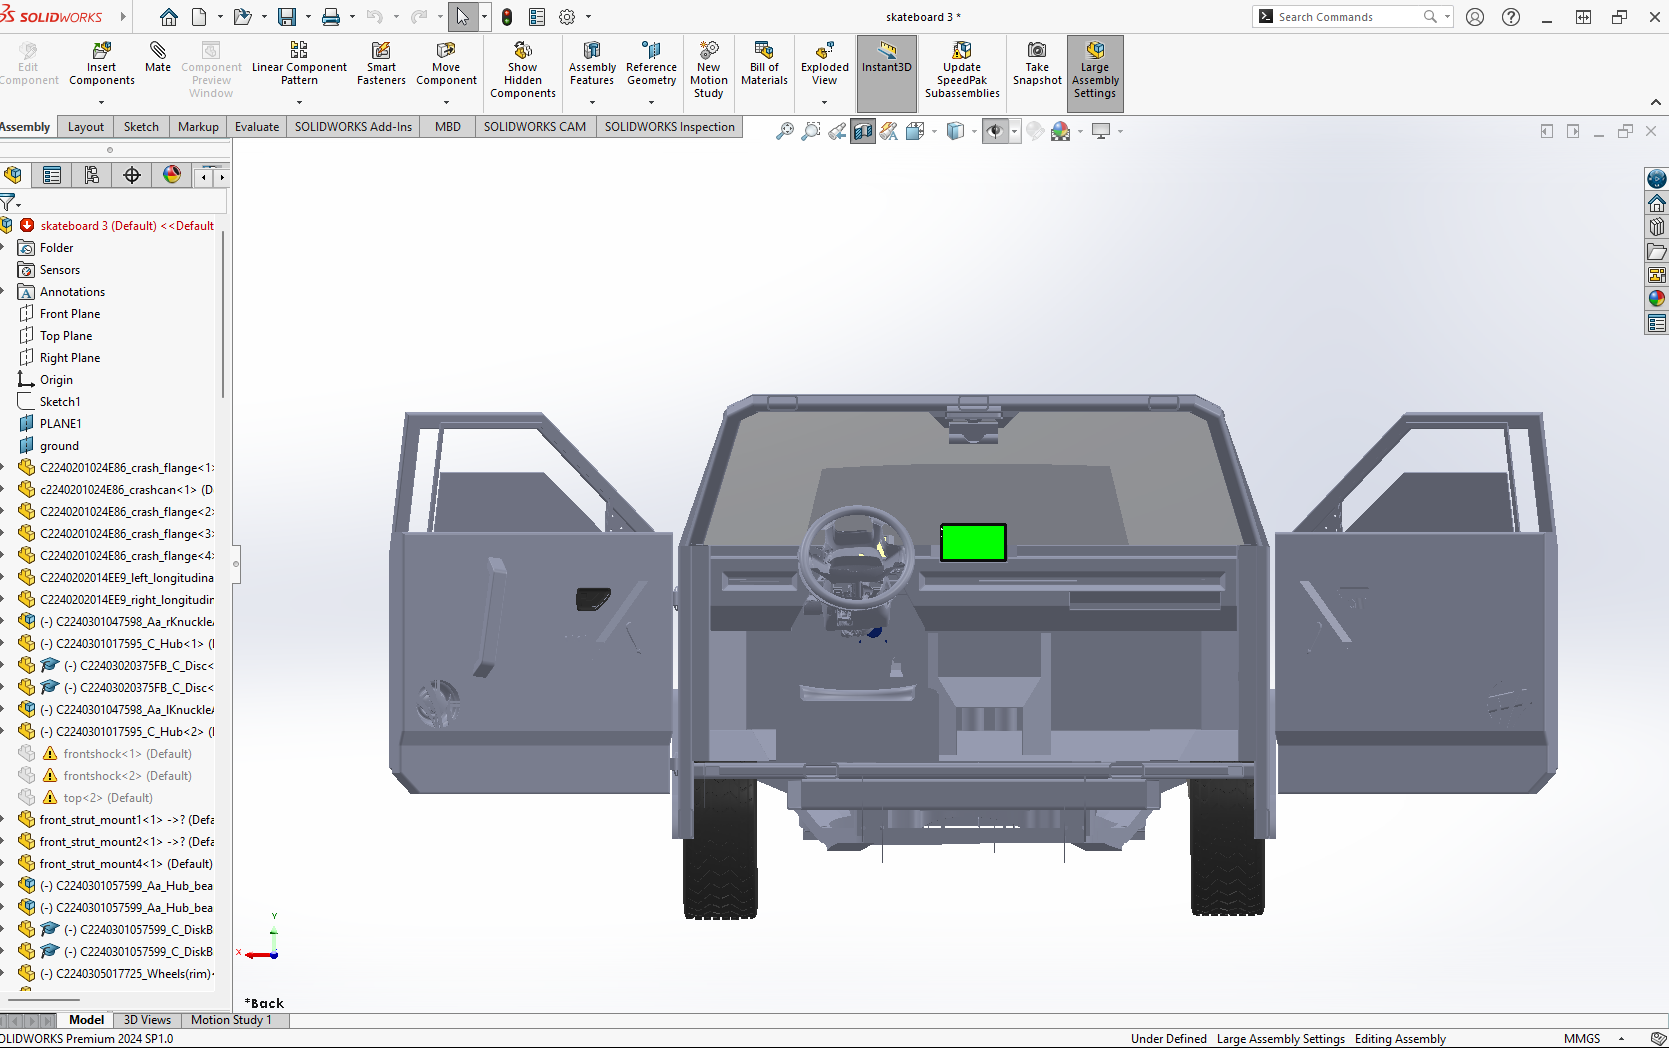 SOLIDWORKS
skateboard 3 *
Search Commands
Edit Component
Insert Components
Mate
Component Preview Window
Linear Component Pattern
Smart Fasteners
Move Component
Show Hidden Components
Assembly Features
Reference Geometry
New Motion Study
Bill of Materials
Exploded View
Instant3D
Update SpeedPak Subassemblies
Take Snapshot
Large Assembly Settings
Assembly
Layout
Sketch
Markup
Evaluate
SOLIDWORKS Add-Ins
MBD
SOLIDWORKS CAM
SOLIDWORKS Inspection
skateboard 3 (Default) <<Default
Folder
Sensors
Annotations
Front Plane
Top Plane
Right Plane
Origin
Sketch1
PLANE1
ground
C2240201024E86_crash_flange<1>
c2240201024E86_crashcan<1> (D
C2240201024E86_crash_flange<2>
C2240201024E86_crash_flange<3>
C2240201024E86_crash_flange<4>
C2240202014EE9_left_longitudina
C2240202014EE9_right_longitudin
(-) C2240301047598_Aa_rKnuckle
(-) C2240301017595_C_Hub<1> (
(-) C22403020375FB_C_Disc<
(-) C22403020375FB_C_Disc<
(-) C2240301047598_Aa_lKnuckle
(-) C2240301017595_C_Hub<2> (
frontshock<1> (Default)
frontshock<2> (Default)
top<2> (Default)
front_strut_mount1<1> ->? (Defa
front_strut_mount2<1> ->? (Defa
front_strut_mount4<1> (Default)
(-) C2240301057599_Aa_Hub_bea
(-) C2240301057599_Aa_Hub_bea
(-) C2240301057599_C_DiskB
(-) C2240301057599_C_DiskB
(-) C2240305017725_Wheels(rim)
Y
X
*Back
Model
3D Views
Motion Study 1
OLIDWORKS Premium 2024 SP1.0
Under Defined
Large Assembly Settings
Editing Assembly
MMGS